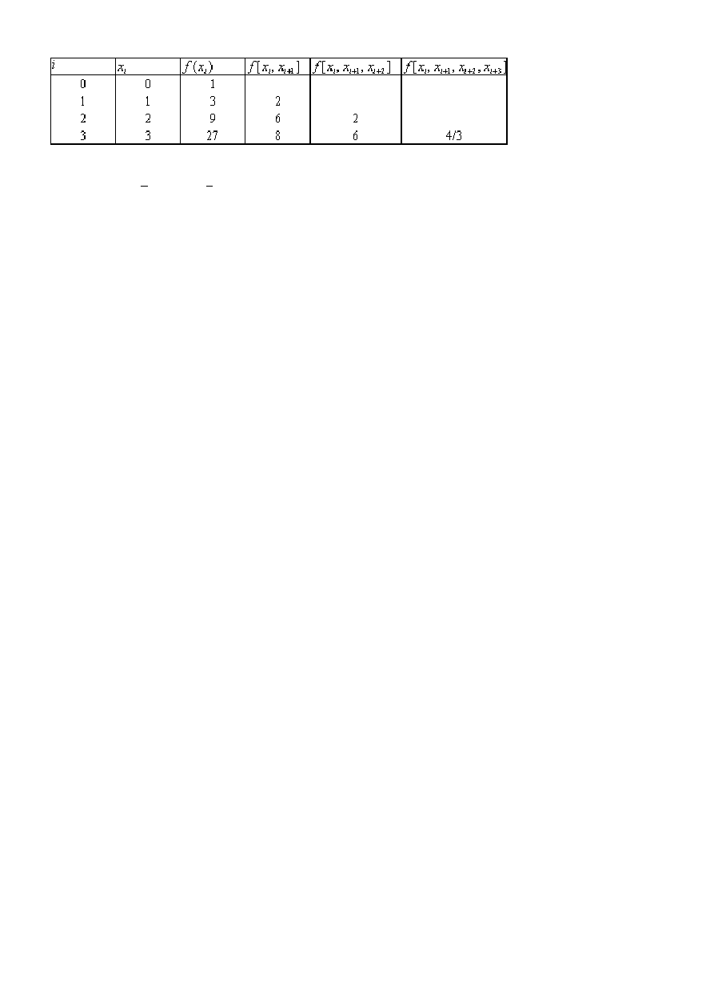 i x_i f(x_i) f[x_i, x_{i+1}] f[x_i, x_{i+1}, x_{i+2}] f[x_i, x_{i+1}, x_{i+2}, x_{i+3}]
0 0 1
1 1 3 2
2 2 9 6 2
3 3 27 8 6 4/3